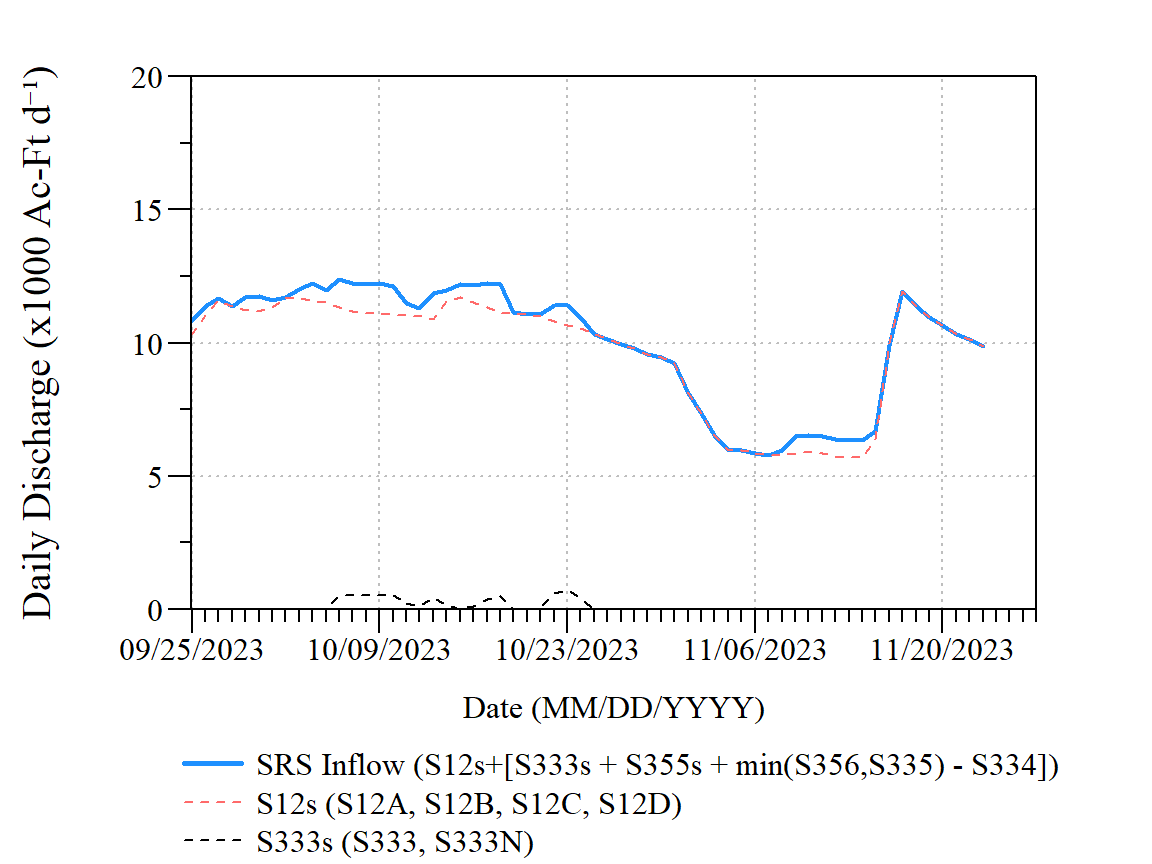 Daily Discharge (x1000 Ac-Ft d⁻¹)
20
15
10
5
0
09/25/2023 10/09/2023 10/23/2023 11/06/2023 11/20/2023
Date (MM/DD/YYYY)
SRS Inflow (S12s+[S333s + S355s + min(S356,S335) - S334])
S12s (S12A, S12B, S12C, S12D)
S333s (S333, S333N)